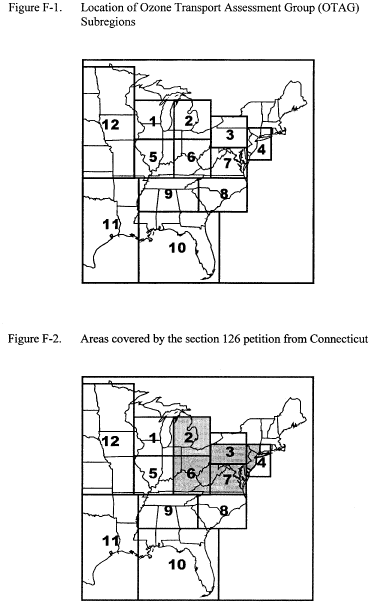 Figure F-1. Location of Ozone Transport Assessment Group (OTAG)
Subregions
12 1 2
3
4
5 6 7
9 8
11
10
Figure F-2. Areas covered by the section 126 petition from Connecticut
12 1 2
3
4
5 6 7
9 8
11
10